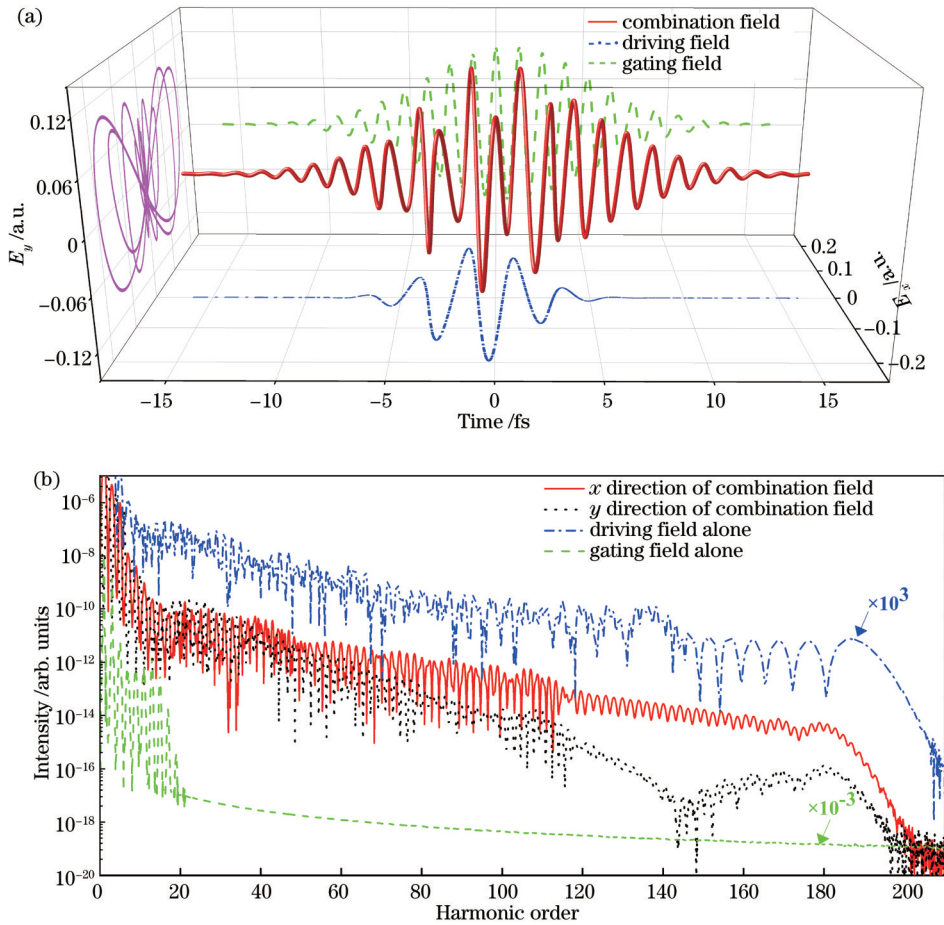 (a)
combination field
driving field
gating field
0.12
0.06
0
−0.06
−0.12
E_y /a.u.
0.2
0.1
0
−0.1
−0.2
E_x /a.u.
−15
−10
−5
0
5
10
15
Time /fs
(b)
x direction of combination field
y direction of combination field
driving field alone
gating field alone
×10^3
×10^-3
10^−6
10^−8
10^−10
10^−12
10^−14
10^−16
10^−18
10^−20
Intensity /arb. units
0
20
40
60
80
100
120
140
160
180
200
Harmonic order